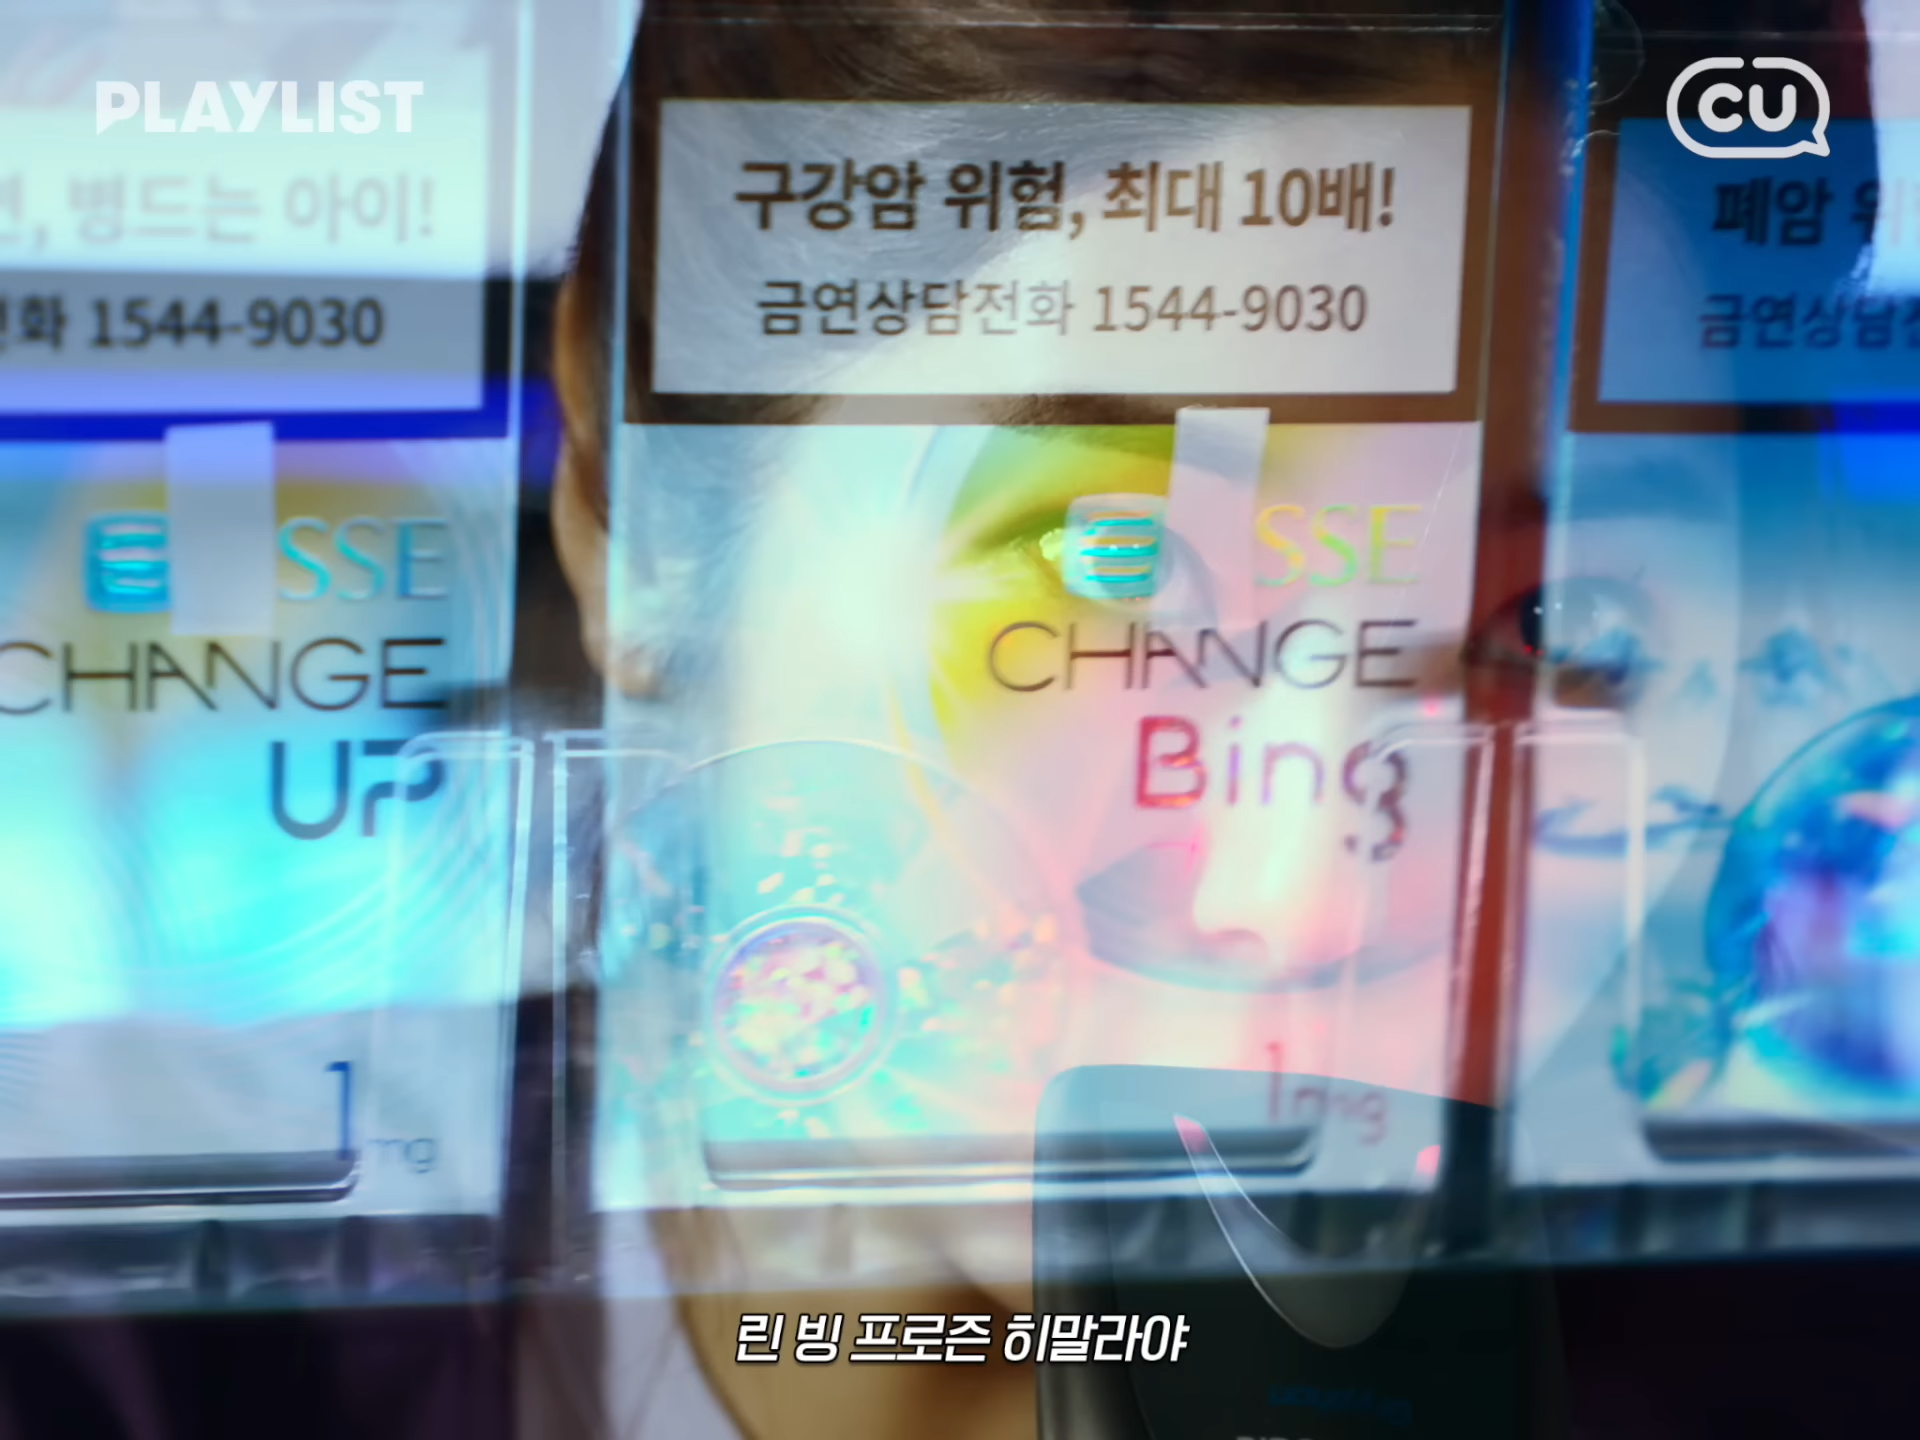 PLAYLIST
CU
병드는 아이!
1544-9030
SSE
CHANGE
UP
1mg
구강암 위험, 최대 10배!
금연상담전화 1544-9030
SSE
CHANGE
Bing
1mg
폐암
금연상담
린 빙 프로즌 히말라야